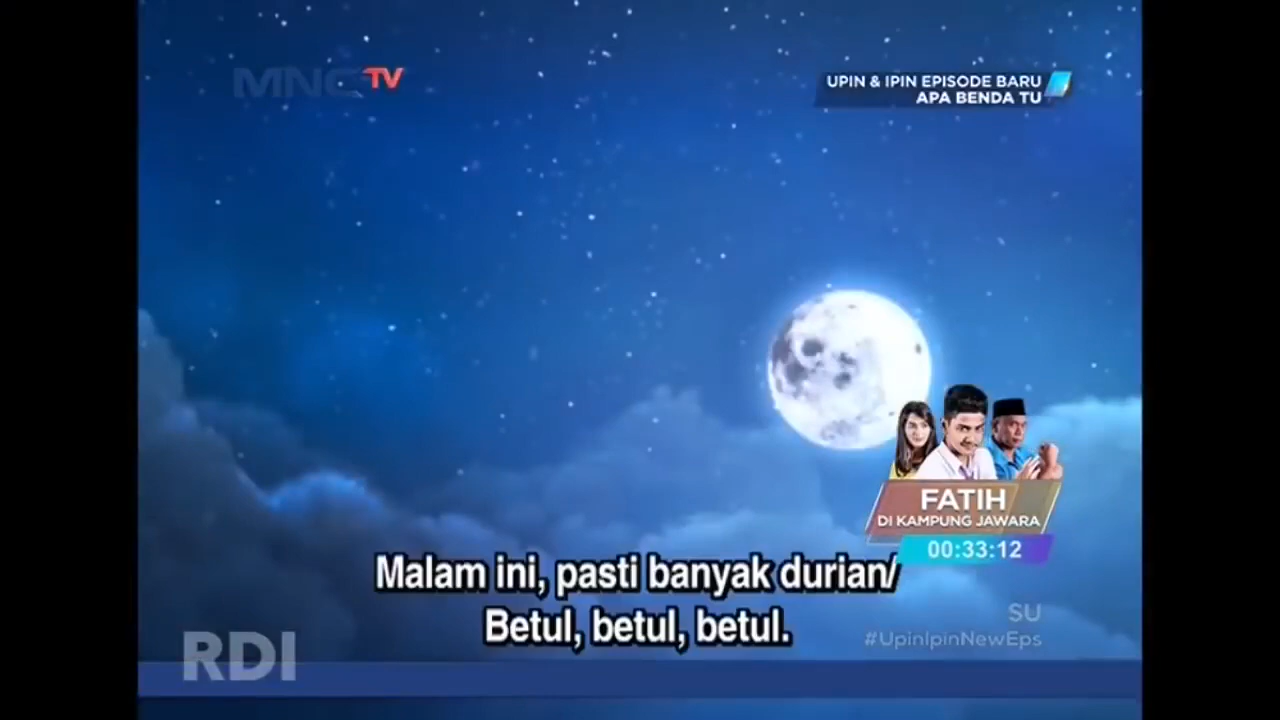 MNCTV
UPIN & IPIN EPISODE BARU
APA BENDA TU
FATIH
DI KAMPUNG JAWARA
00:33:12
Malam ini, pasti banyak durian/
Betul, betul, betul.
SU
#UpinIpinNewEps
RDI